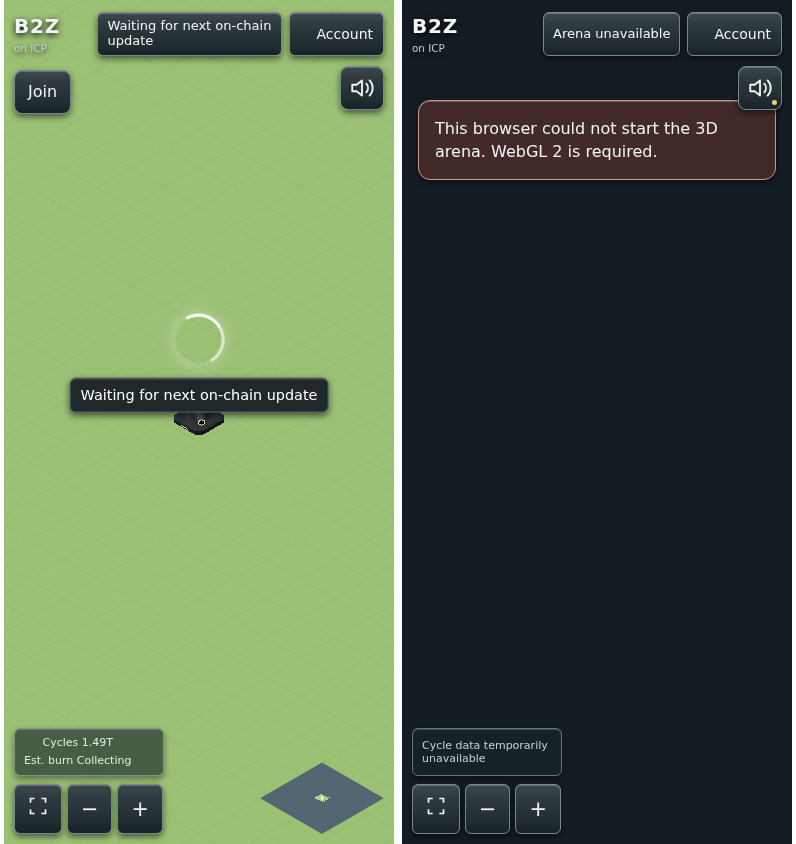 B2Z
on ICP
Waiting for next on-chain
update
Account
Join
Waiting for next on-chain update
Cycles 1.49T
Est. burn Collecting
−
+
B2Z
on ICP
Arena unavailable
Account
This browser could not start the 3D
arena. WebGL 2 is required.
Cycle data temporarily
unavailable
−
+